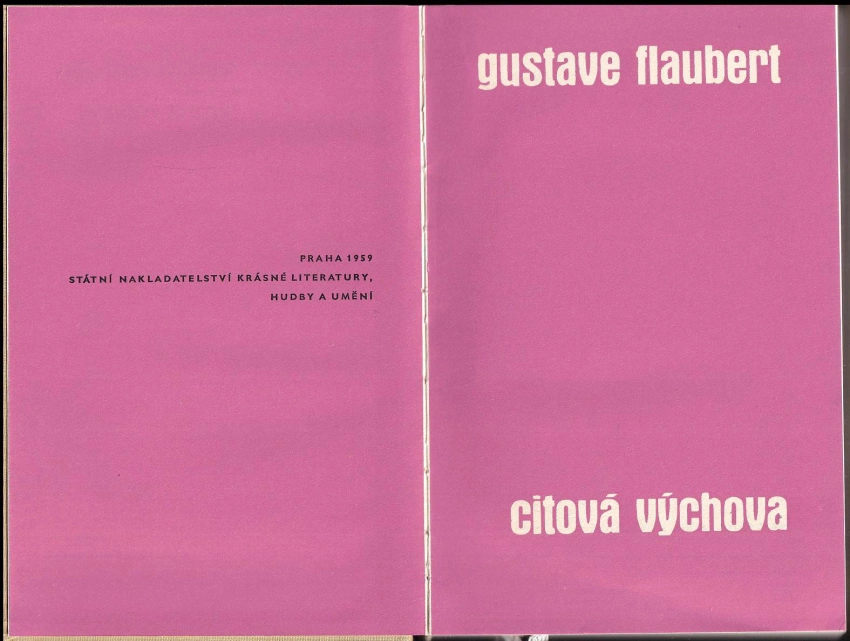 PRAHA 1959
STÁTNÍ NAKLADATELSTVÍ KRÁSNÉ LITERATURY,
HUDBY A UMĚNÍ
gustave flaubert
citová výchova